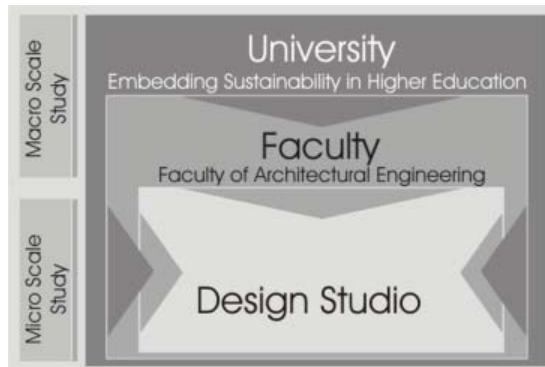 Macro Scale
Study
Micro Scale
Study
University
Embedding Sustainability in Higher Education
Faculty
Faculty of Architectural Engineering
Design Studio